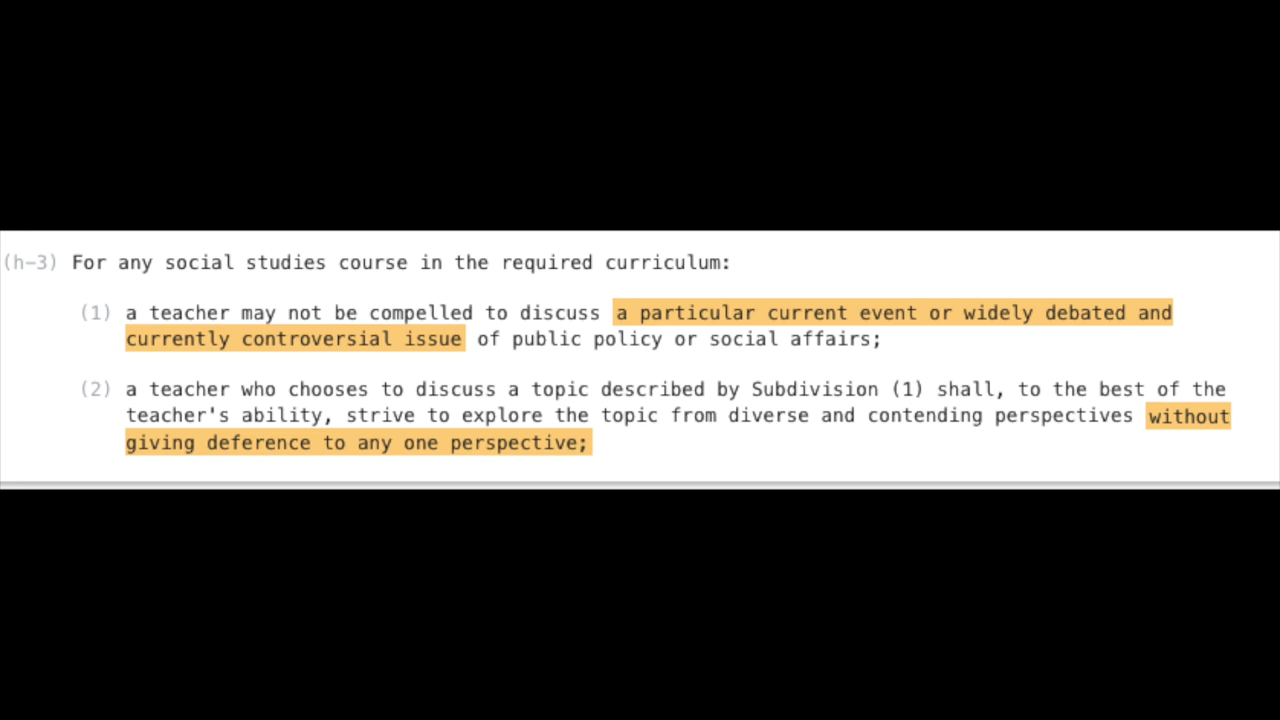 (h-3) For any social studies course in the required curriculum:
(1) a teacher may not be compelled to discuss a particular current event or widely debated and
currently controversial issue of public policy or social affairs;
(2) a teacher who chooses to discuss a topic described by Subdivision (1) shall, to the best of the
teacher's ability, strive to explore the topic from diverse and contending perspectives without
giving deference to any one perspective;